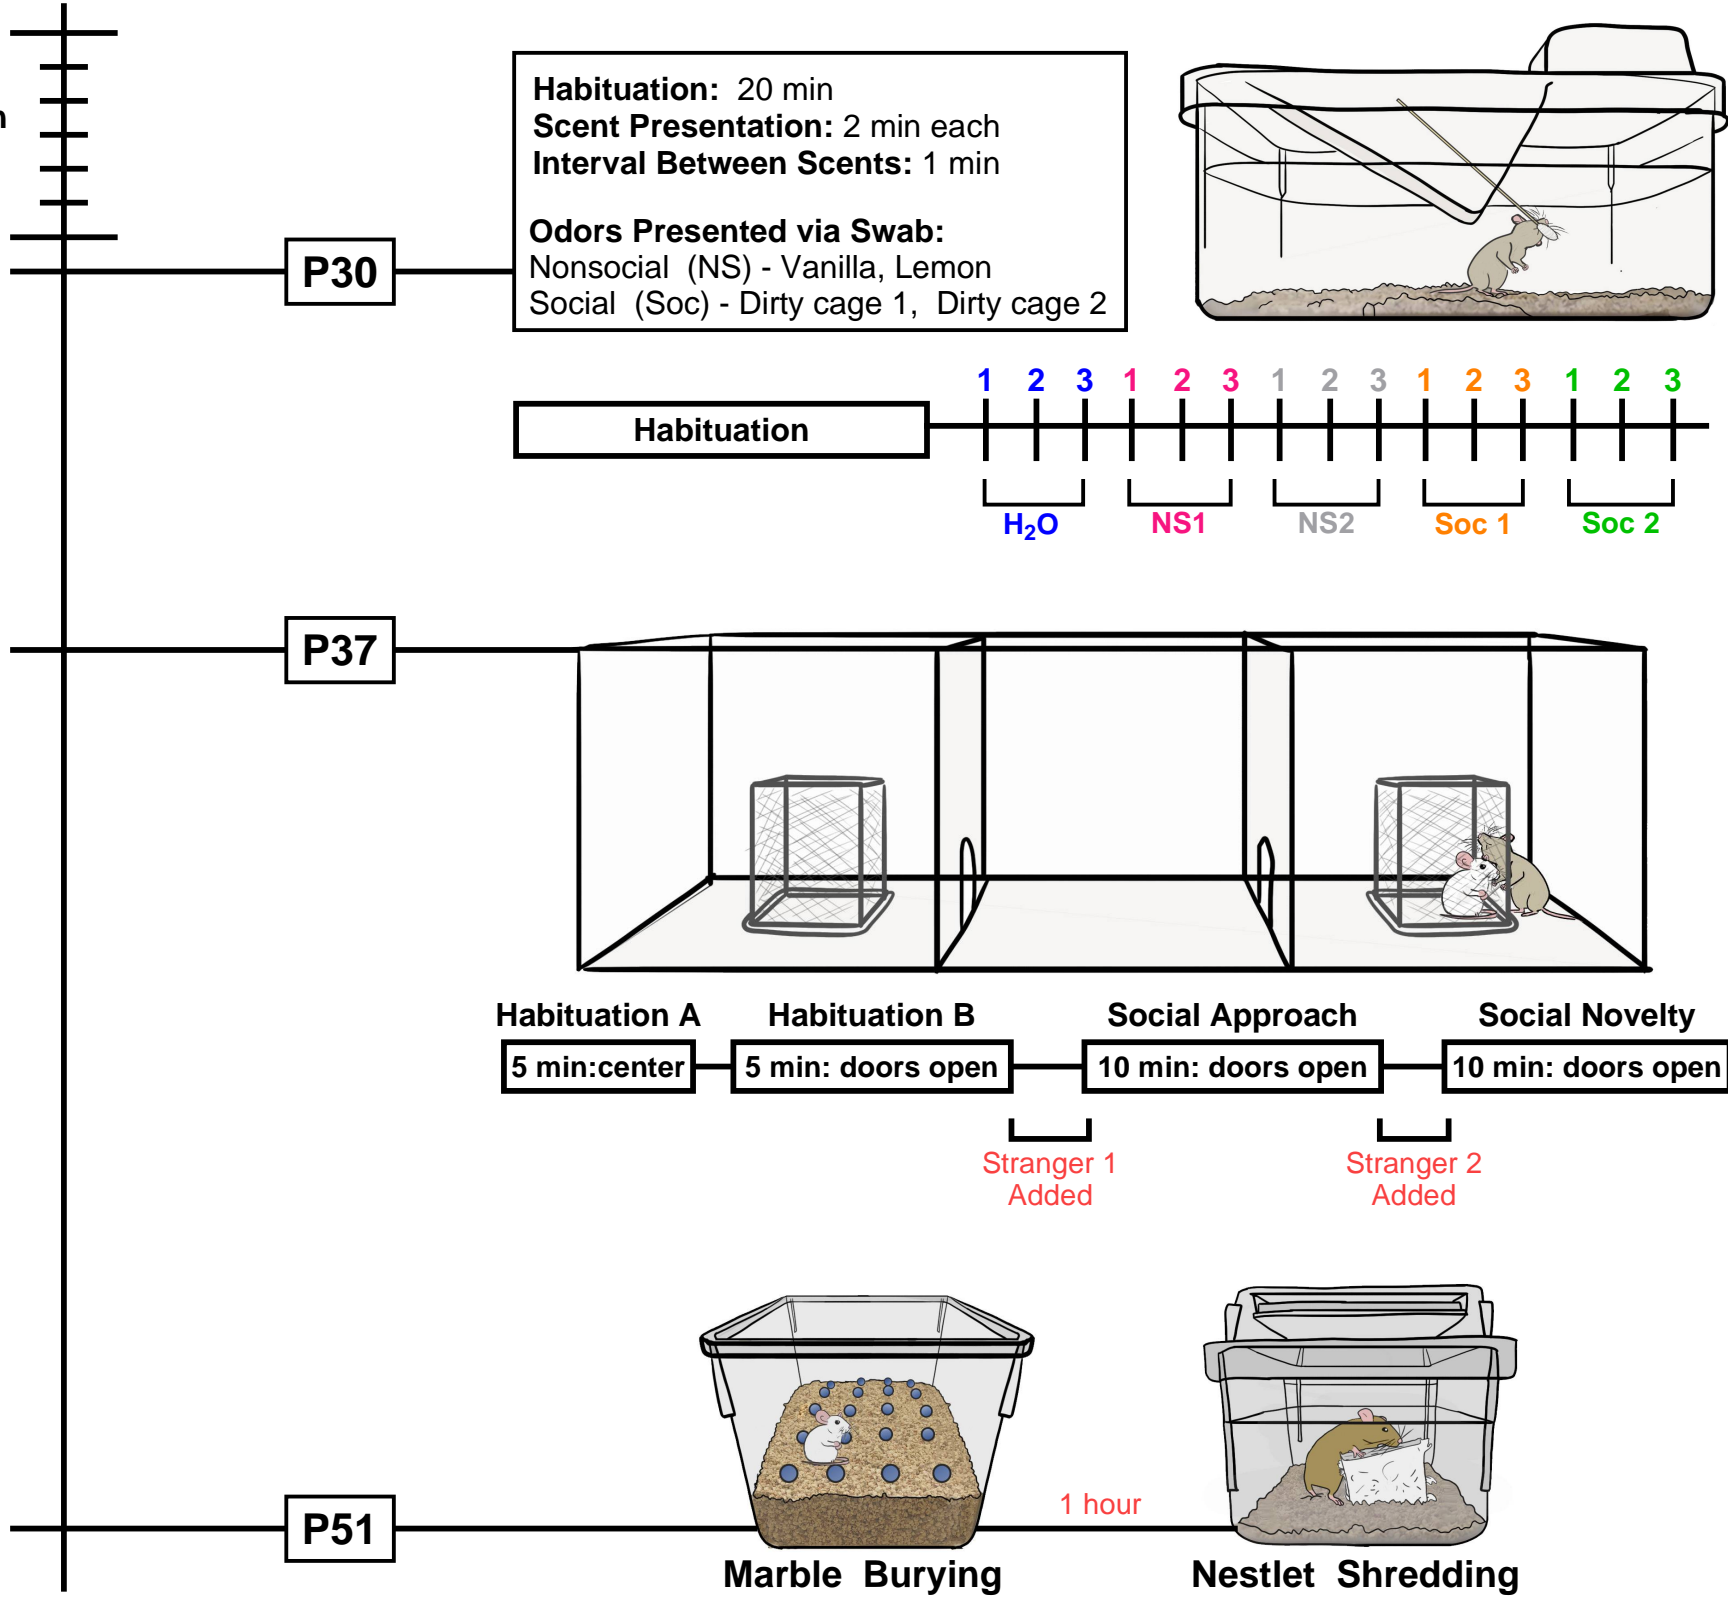 n
Habituation: 20 min
Scent Presentation: 2 min each
Interval Between Scents: 1 min
Odors Presented via Swab:
Nonsocial (NS) - Vanilla, Lemon
Social (Soc) - Dirty cage 1, Dirty cage 2
P30
1 2 3 1 2 3 1 2 3 1 2 3 1 2 3
Habituation
H₂O NS1 NS2 Soc 1 Soc 2
P37
Habituation A Habituation B Social Approach Social Novelty
5 min:center 5 min: doors open 10 min: doors open 10 min: doors open
Stranger 1 Stranger 2
Added Added
1 hour
P51
Marble Burying Nestlet Shredding